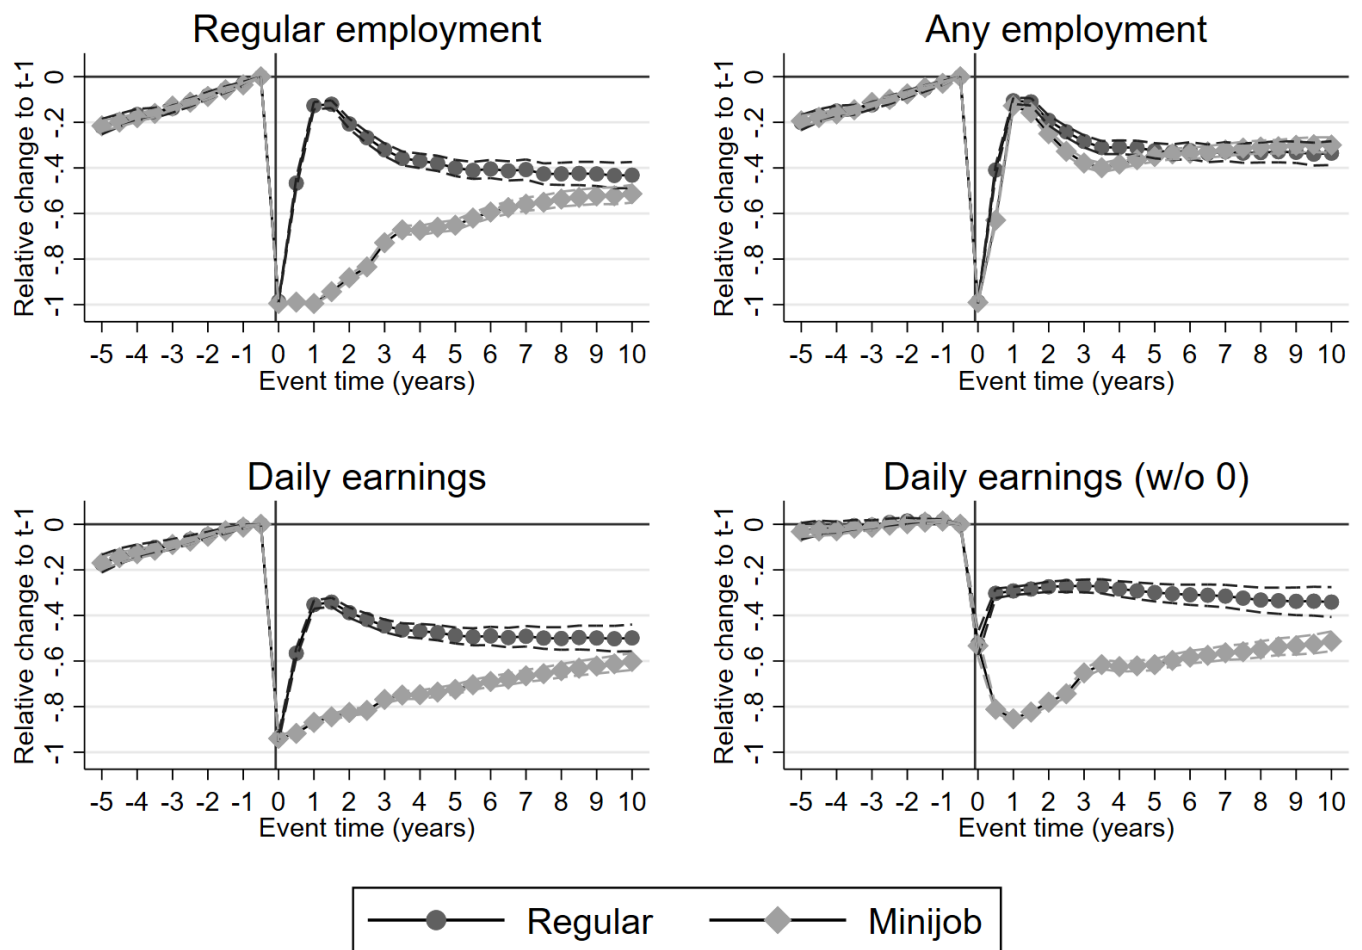 Regular employment
Relative change to t-1
0
-.2
-.4
-.6
-.8
-1
-5 -4 -3 -2 -1 0 1 2 3 4 5 6 7 8 9 10
Event time (years)
Any employment
Relative change to t-1
0
-.2
-.4
-.6
-.8
-1
-5 -4 -3 -2 -1 0 1 2 3 4 5 6 7 8 9 10
Event time (years)
Daily earnings
Relative change to t-1
0
-.2
-.4
-.6
-.8
-1
-5 -4 -3 -2 -1 0 1 2 3 4 5 6 7 8 9 10
Event time (years)
Daily earnings (w/o 0)
Relative change to t-1
0
-.2
-.4
-.6
-.8
-1
-5 -4 -3 -2 -1 0 1 2 3 4 5 6 7 8 9 10
Event time (years)
Regular Minijob